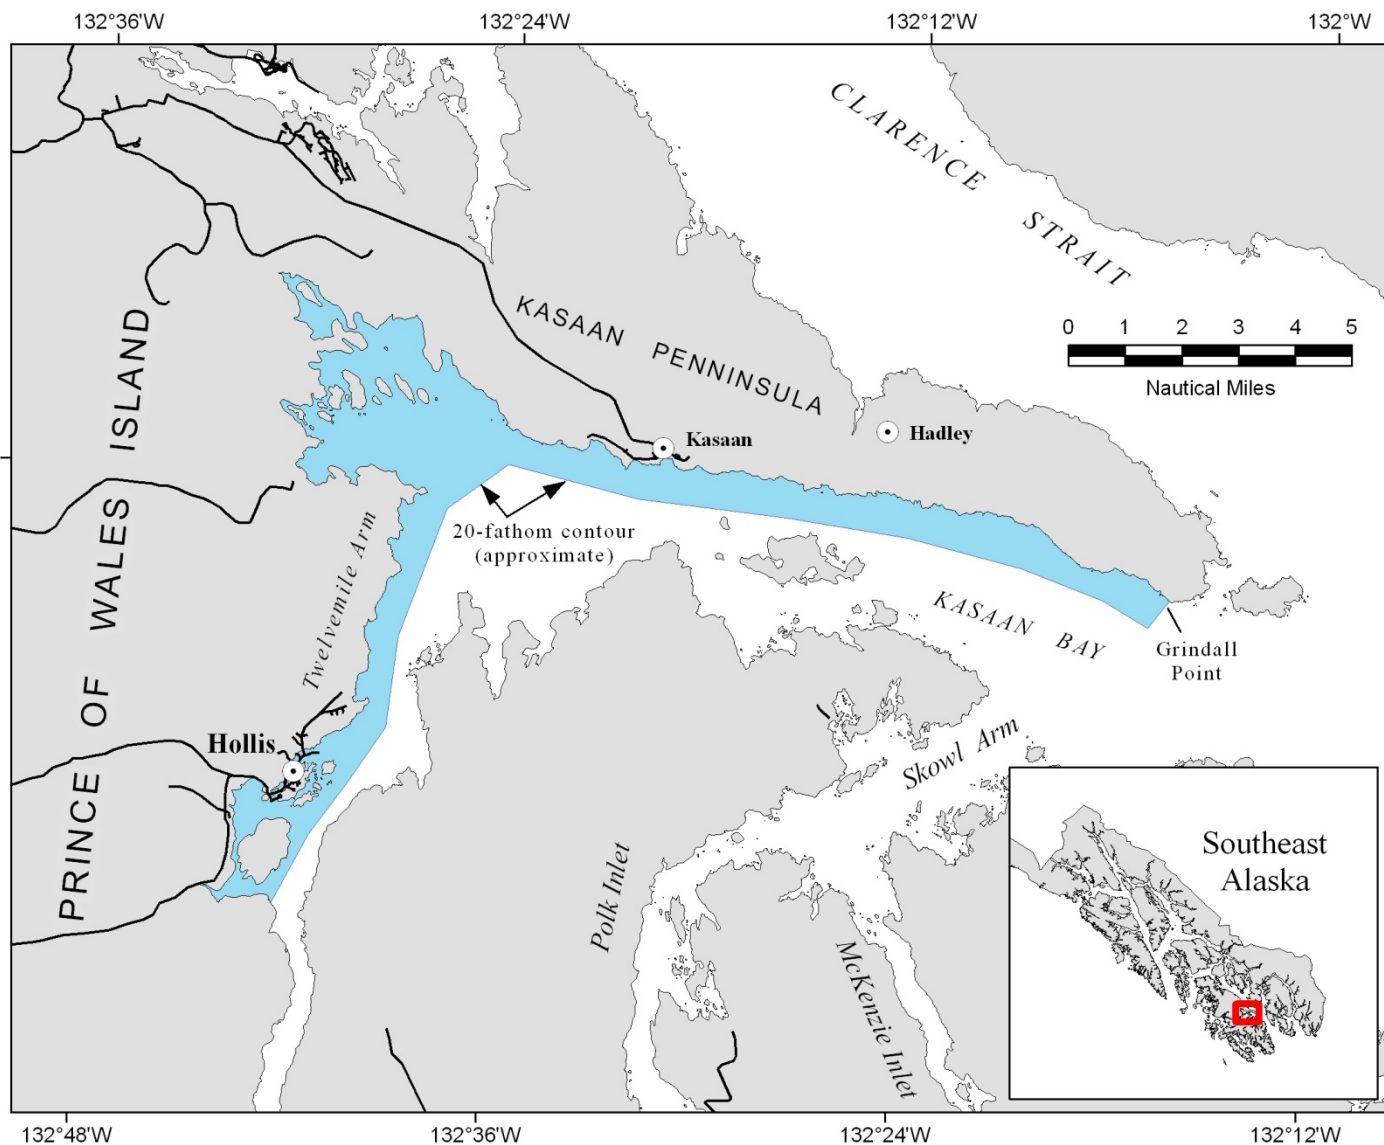 132°36'W
132°24'W
132°12'W
132°W
CLARENCE
STRAIT
KASAAN PENNINSULA
0 1 2 3 4 5
Nautical Miles
Kasaan
Hadley
20-fathom contour
(approximate)
Twelvemile Arm
PRINCE OF WALES ISLAND
KASAAN BAY
Grindall
Point
Hollis
Skowl Arm
Polk Inlet
McKenzie Inlet
Southeast
Alaska
132°48'W
132°36'W
132°24'W
132°12'W